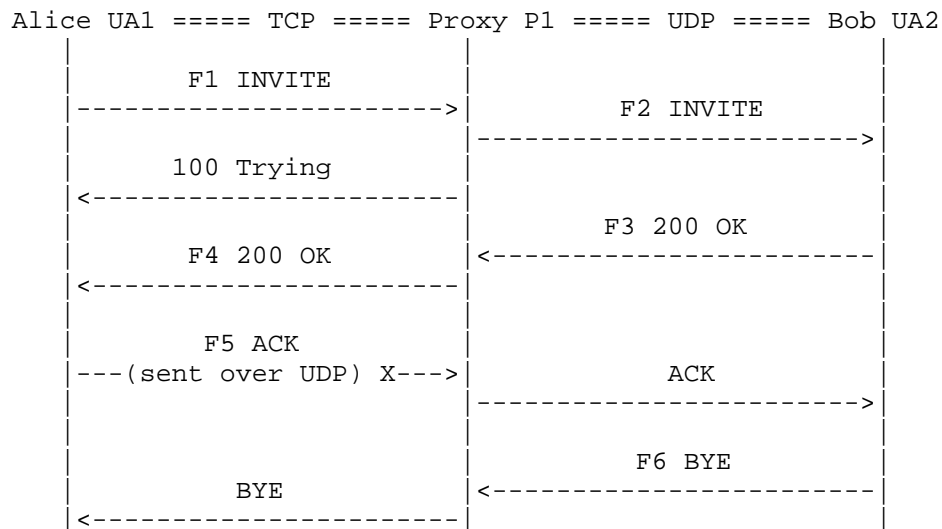 Alice UA1 ===== TCP ===== Proxy P1 ===== UDP ===== Bob UA2
F1 INVITE
F2 INVITE
100 Trying
F3 200 OK
F4 200 OK
F5 ACK
(sent over UDP) X
ACK
F6 BYE
BYE